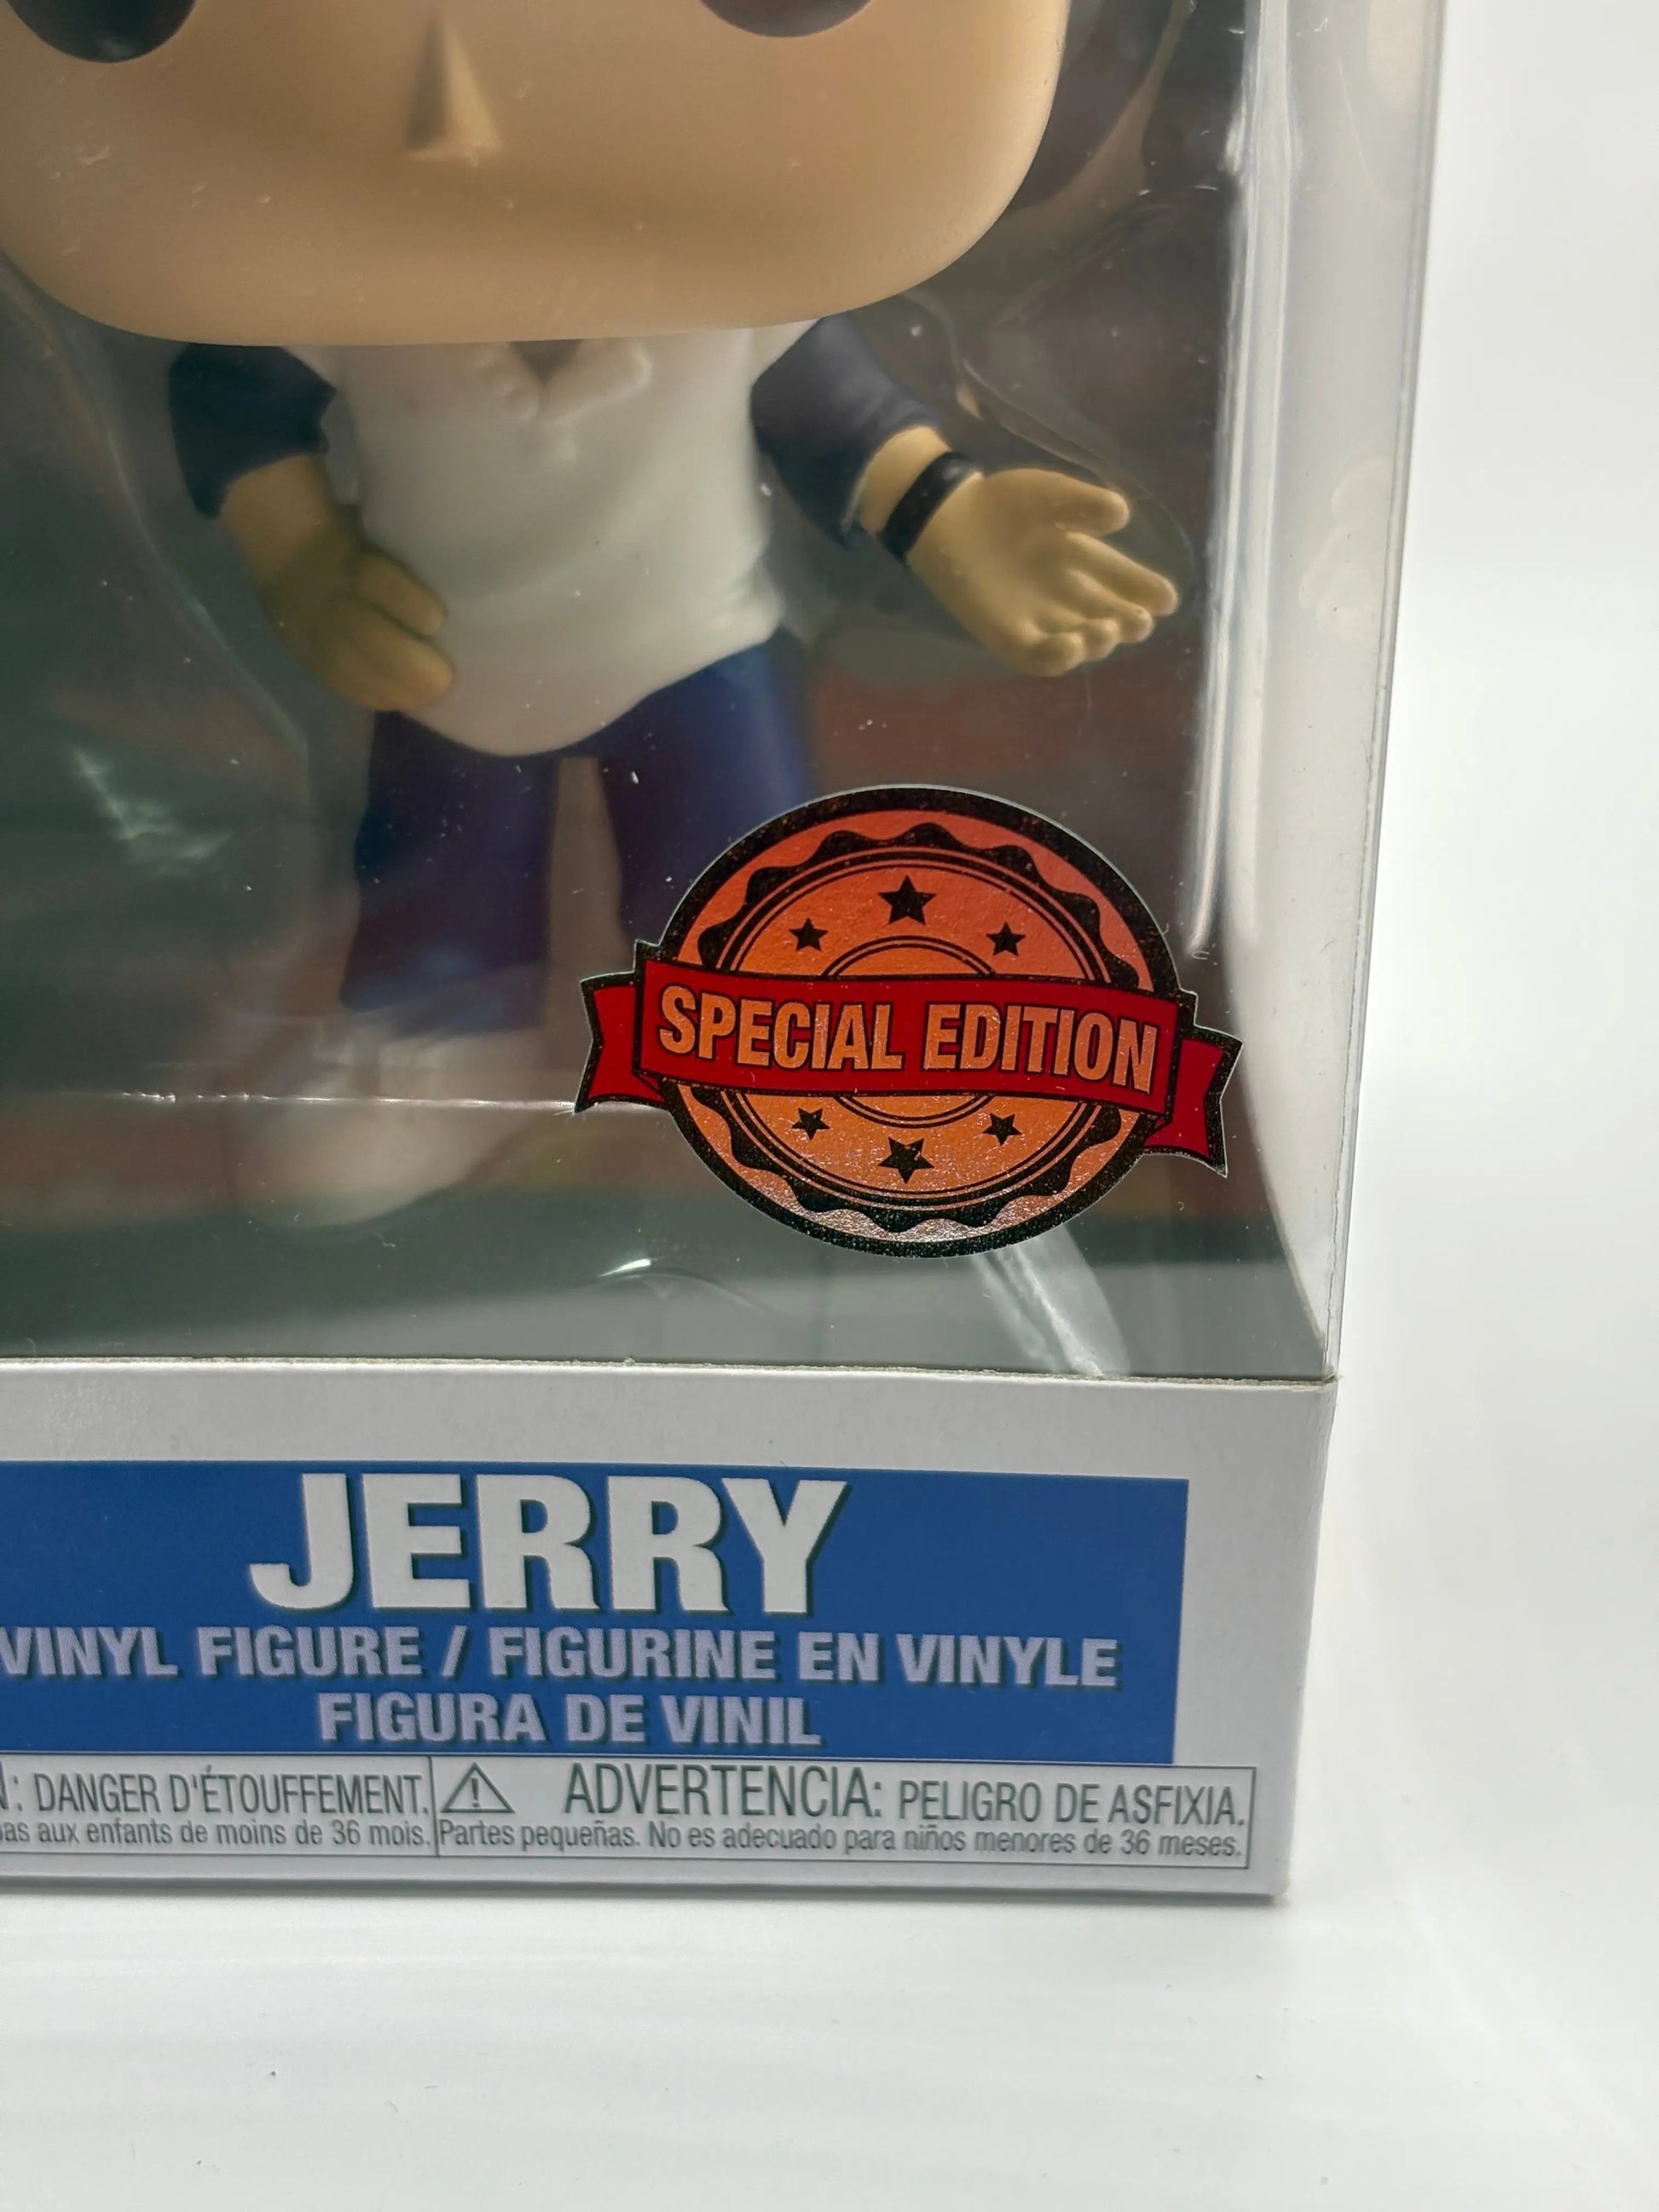 SPECIAL EDITION
JERRY
VINYL FIGURE / FIGURINE EN VINYLE
FIGURA DE VINIL
: DANGER D'ÉTOUFFEMENT.
aux enfants de moins de 36 mois.
⚠ ADVERTENCIA: PELIGRO DE ASFIXIA.
Partes pequeñas. No es adecuado para niños menores de 36 meses.